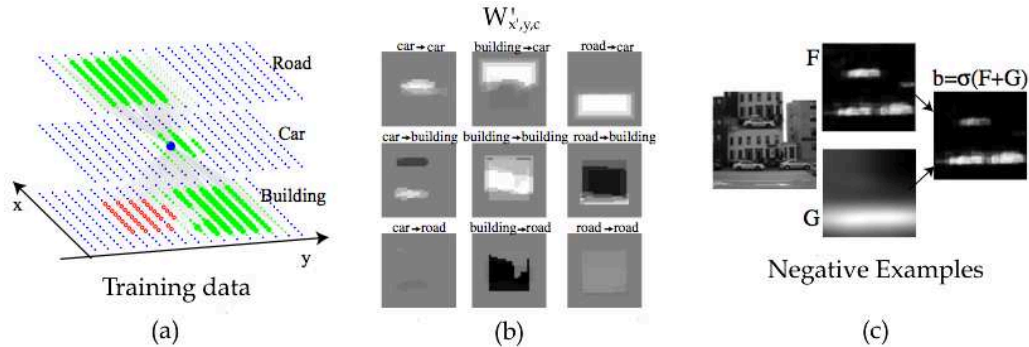 Road
Car
Building
x
y
Training data
(a)
W'x',y,c
car→car building→car road→car
car→building building→building road→building
car→road building→road road→road
(b)
F
b=σ(F+G)
G
Negative Examples
(c)